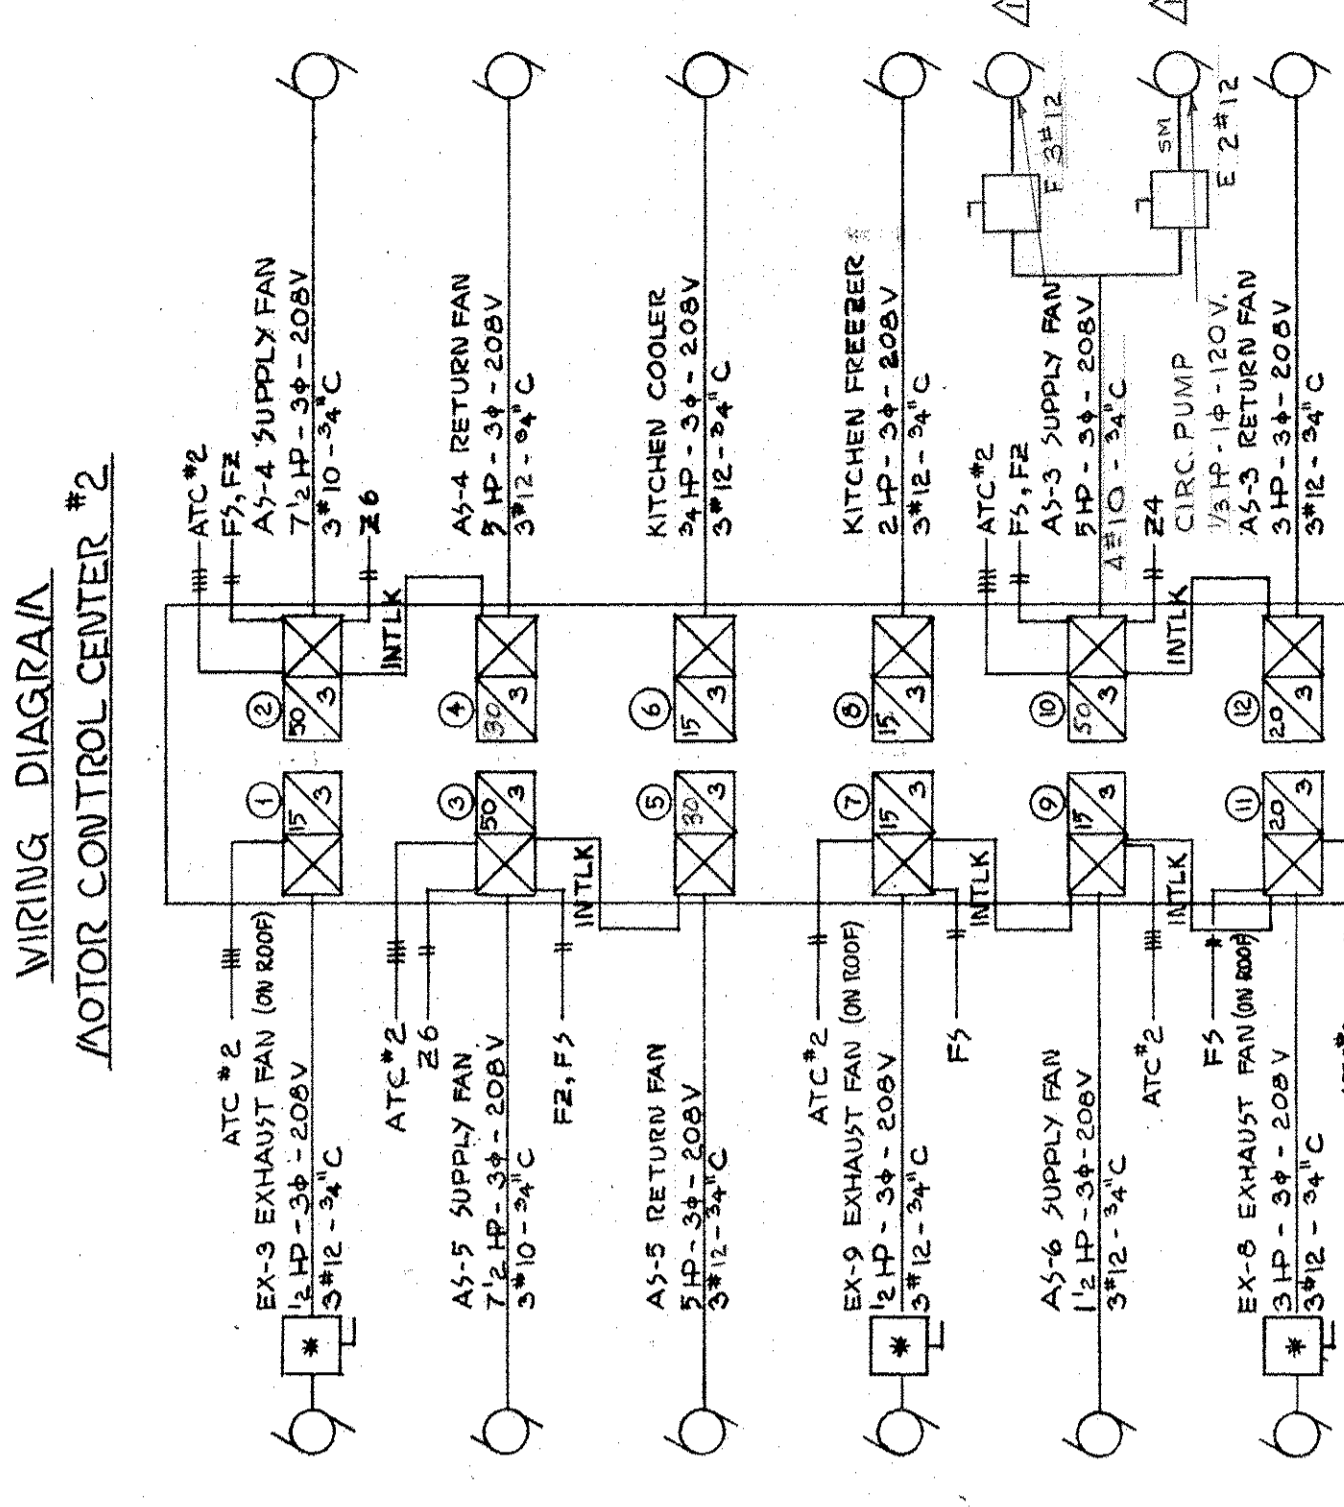 WIRING DIAGRAM
MOTOR CONTROL CENTER #2
ATC #2
EX-3 EXHAUST FAN (ON ROOF)
1/2 HP - 3φ - 208V
3#12 - 3/4"C
*
1
15
3
2
50
3
ATC #2
FS, FZ
AS-4 SUPPLY FAN
7 1/2 HP - 3φ - 208V
3#10 - 3/4"C
Z6
INTLK
ATC #2
Z6
AS-5 SUPPLY FAN
7 1/2 HP - 3φ - 208V
3#10 - 3/4"C
FZ, FS
INTLK
3
50
3
4
30
3
AS-4 RETURN FAN
5 HP - 3φ - 208V
3#12 - 3/4"C
AS-5 RETURN FAN
5 HP - 3φ - 208V
3#12 - 3/4"C
5
30
3
6
15
3
KITCHEN COOLER
3/4 HP - 3φ - 208V
3#12 - 3/4"C
ATC #2
EX-9 EXHAUST FAN (ON ROOF)
1/2 HP - 3φ - 208V
3#12 - 3/4"C
*
FS
INTLK
7
15
3
8
15
3
KITCHEN FREEZER *
2 HP - 3φ - 208V
3#12 - 3/4"C
AS-6 SUPPLY FAN
1 1/2 HP - 3φ - 208V
3#12 - 3/4"C
ATC #2
INTLK
9
15
3
10
50
3
ATC #2
FS, FZ
AS-3 SUPPLY FAN
5 HP - 3φ - 208V
4#10 - 3/4"C
Z4
INTLK
F 3#12
SM
E 2#12
1
CIRC. PUMP
1/3 HP - 1φ - 120V.
FS
EX-8 EXHAUST FAN (ON ROOF)
3 HP - 3φ - 208V
3#12 - 3/4"C
*
11
20
3
12
20
3
AS-3 RETURN FAN
3 HP - 3φ - 208V
3#12 - 3/4"C